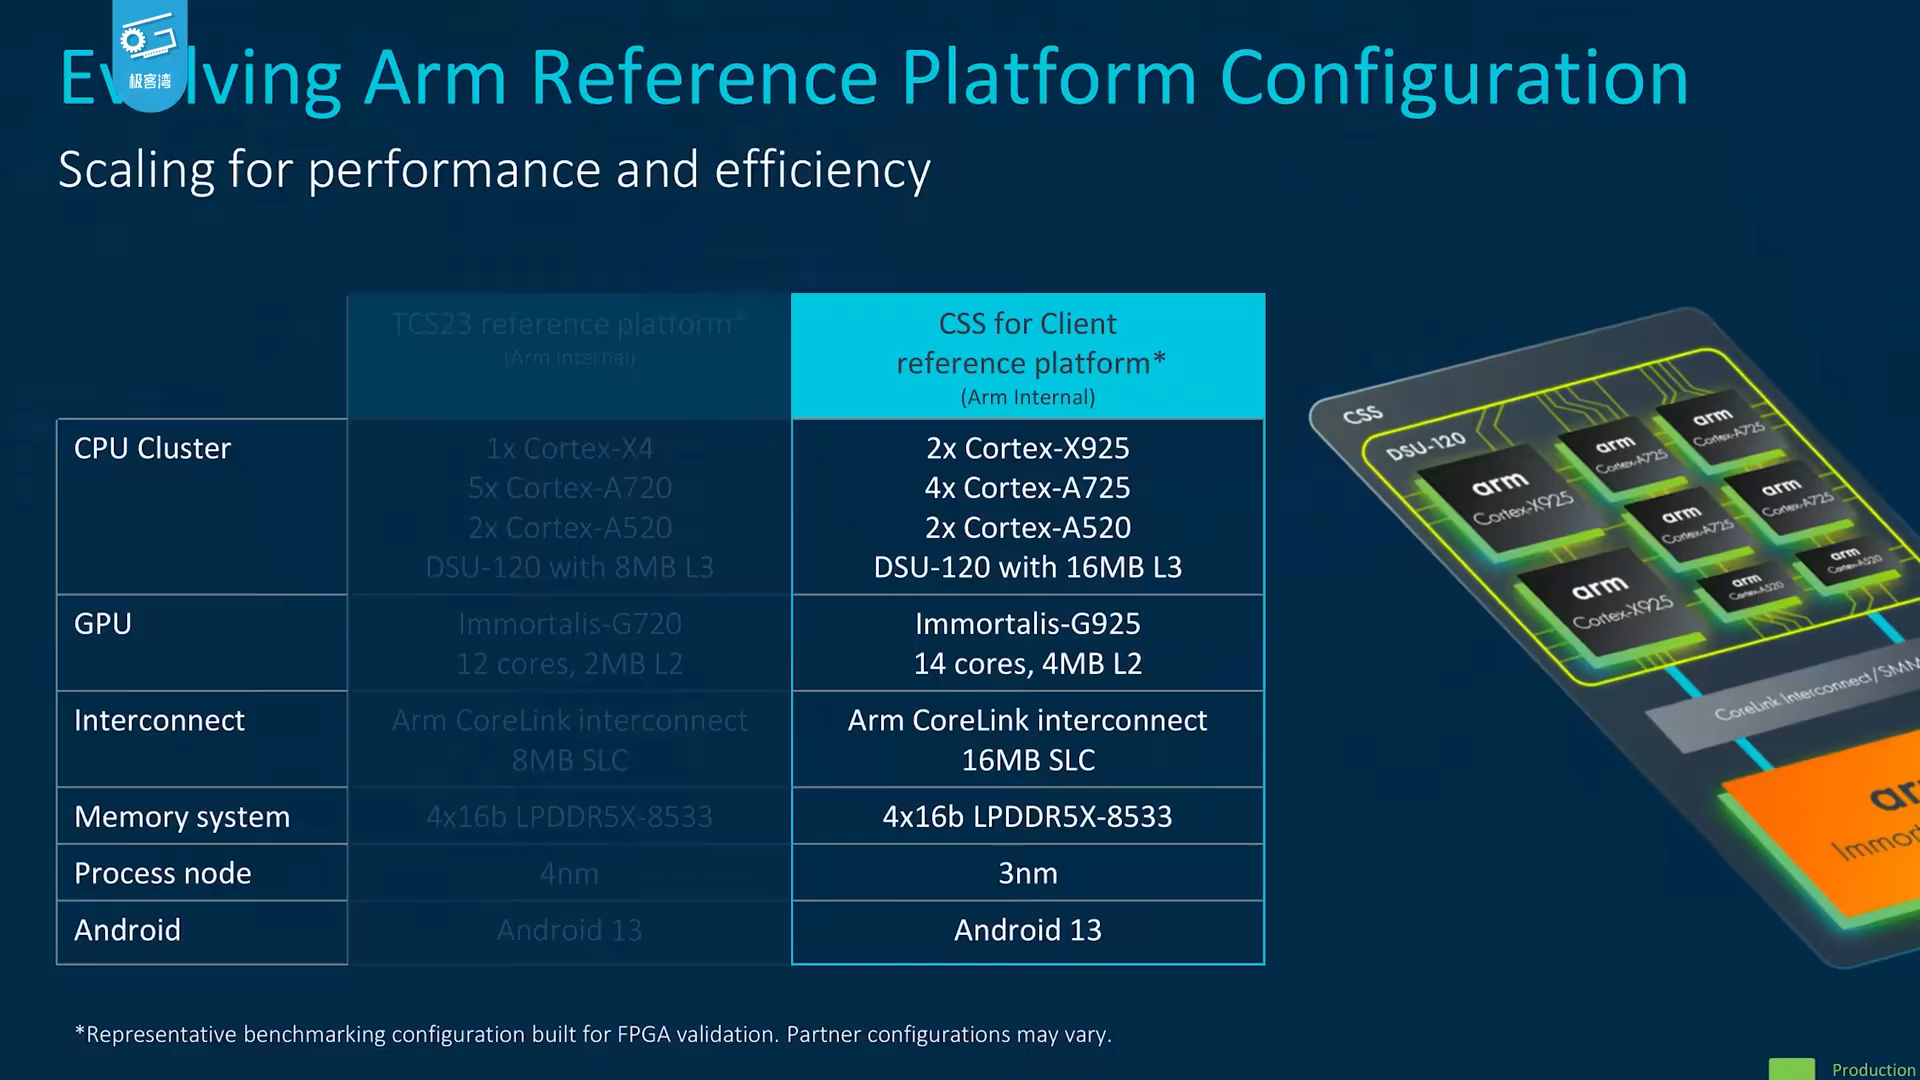 极客湾
Evolving Arm Reference Platform Configuration
Scaling for performance and efficiency
TCS23 reference platform*
(Arm Internal)
CSS for Client
reference platform*
(Arm Internal)
CPU Cluster
1x Cortex-X4
5x Cortex-A720
2x Cortex-A520
DSU-120 with 8MB L3
2x Cortex-X925
4x Cortex-A725
2x Cortex-A520
DSU-120 with 16MB L3
GPU
Immortalis-G720
12 cores, 2MB L2
Immortalis-G925
14 cores, 4MB L2
Interconnect
Arm CoreLink interconnect
8MB SLC
Arm CoreLink interconnect
16MB SLC
Memory system
4x16b LPDDR5X-8533
4x16b LPDDR5X-8533
Process node
4nm
3nm
Android
Android 13
Android 13
*Representative benchmarking configuration built for FPGA validation. Partner configurations may vary.
CSS
DSU-120
arm
Cortex-X925
arm
Cortex-A725
arm
Cortex-A725
arm
Cortex-A725
arm
Cortex-A725
arm
Cortex-X925
arm
Cortex-A520
arm
Cortex-A520
CoreLink Interconnect/SMM
ar
Immor
Production